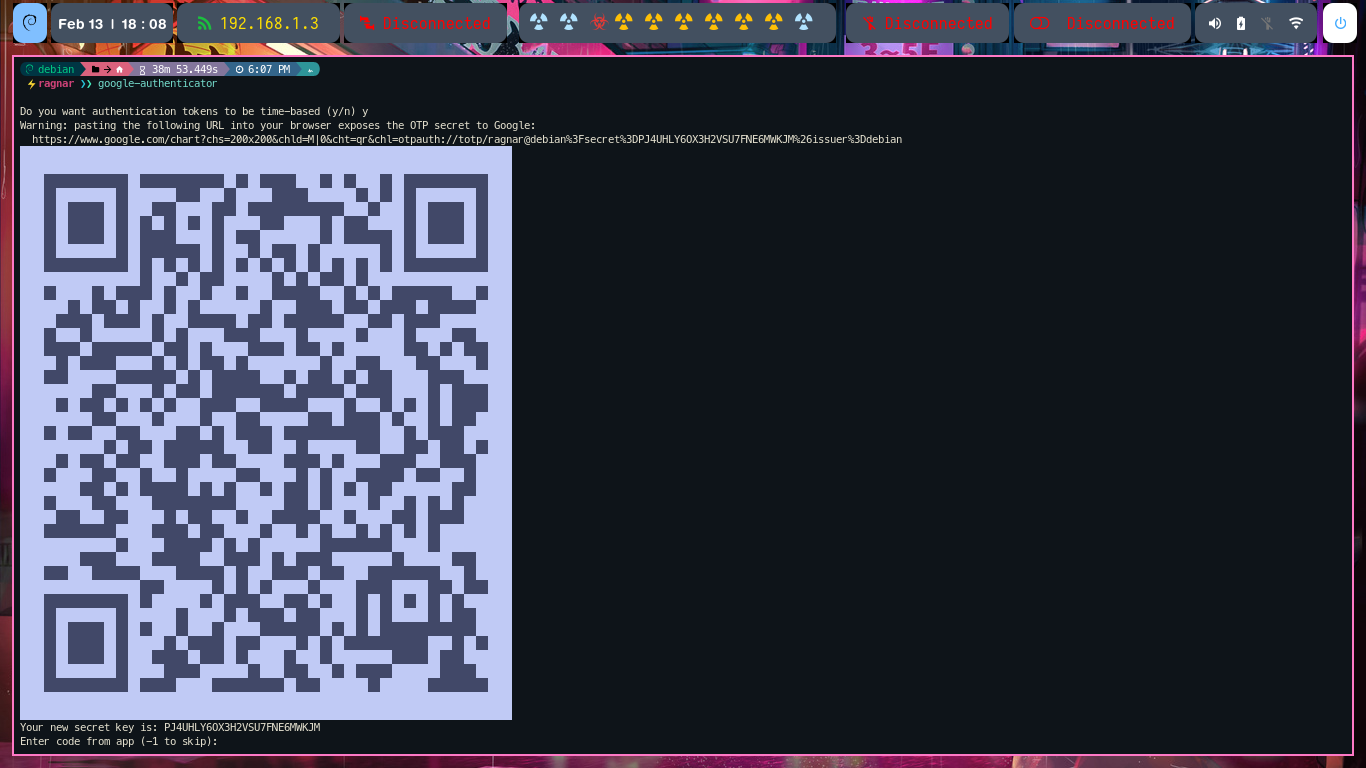 Feb 13 | 18 : 08 192.168.1.3 Disconnected Disconnected Disconnected
debian 38m 53.449s 6:07 PM
ragnar ❯❯ google-authenticator
Do you want authentication tokens to be time-based (y/n) y
Warning: pasting the following URL into your browser exposes the OTP secret to Google:
https://www.google.com/chart?chs=200x200&chld=M|0&cht=qr&chl=otpauth://totp/ragnar@debian%3Fsecret%3DPJ4UHLY6OX3H2VSU7FNE6MWKJM%26issuer%3Ddebian
Your new secret key is: PJ4UHLY6OX3H2VSU7FNE6MWKJM
Enter code from app (-1 to skip):